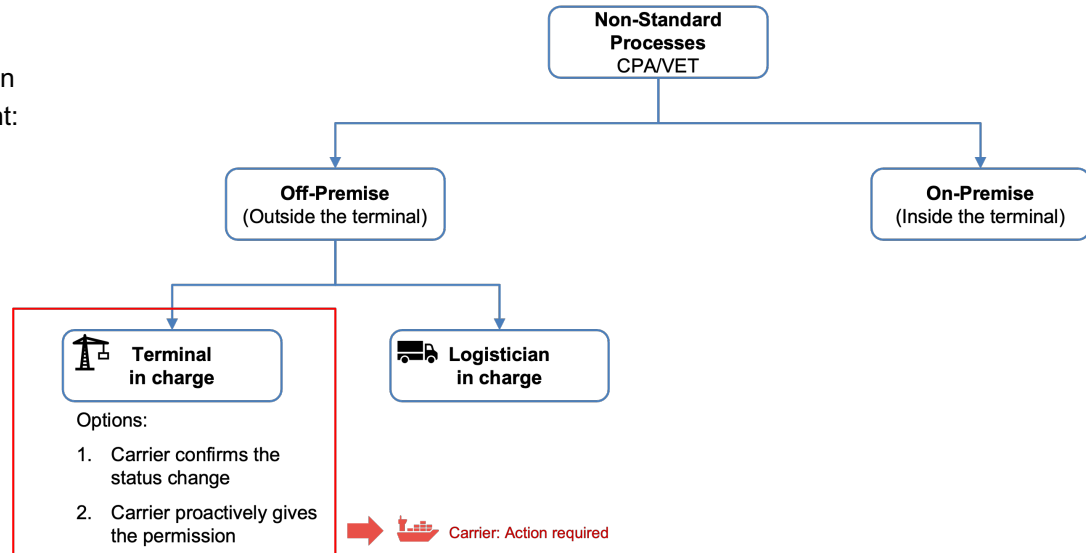 n
nt:
Non-Standard
Processes
CPA/VET
Off-Premise
(Outside the terminal)
On-Premise
(Inside the terminal)
Terminal
in charge
Logistician
in charge
Options:
1. Carrier confirms the
status change
2. Carrier proactively gives
the permission
Carrier: Action required